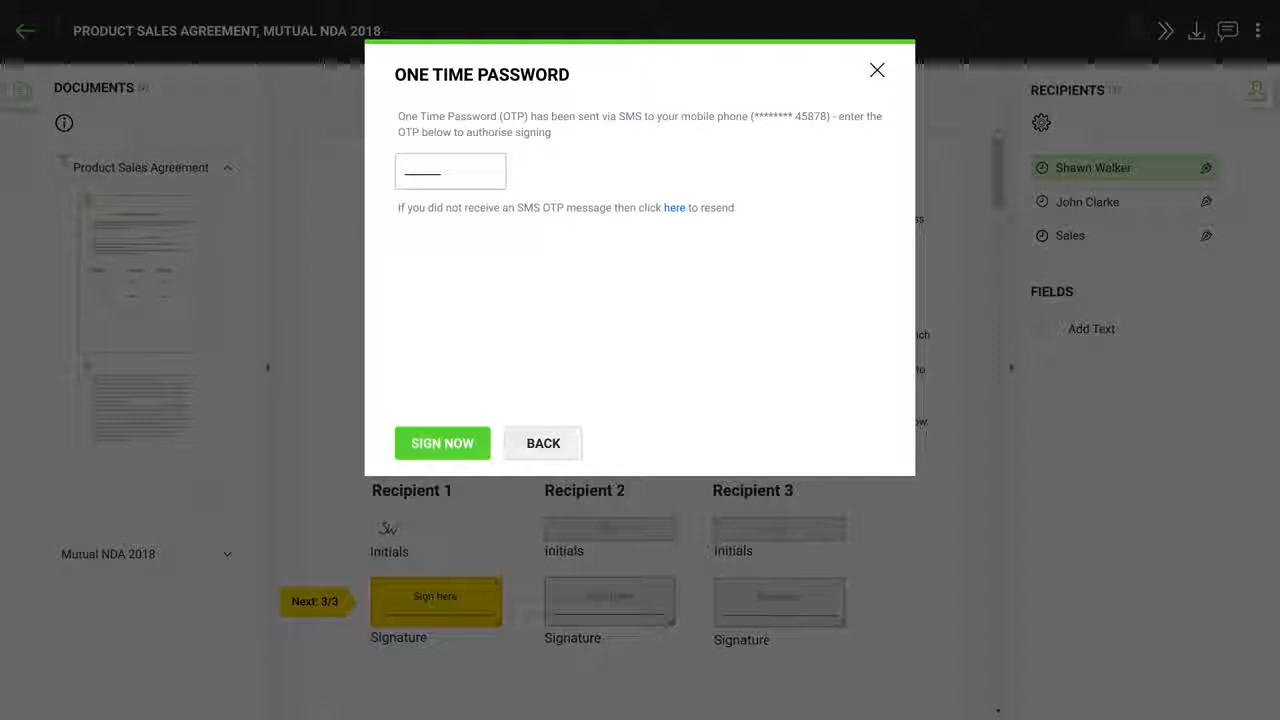 PRODUCT SALES AGREEMENT, MUTUAL NDA 2018
DOCUMENTS
Product Sales Agreement
Mutual NDA 2018
ONE TIME PASSWORD
One Time Password (OTP) has been sent via SMS to your mobile phone (******** 45878) - enter the
OTP below to authorise signing
If you did not receive an SMS OTP message then click here to resend
SIGN NOW
BACK
Recipient 1
Recipient 2
Recipient 3
SW
Initials
Initials
Initials
Next: 3/3
Sign here
Signature
Signature
Signature
RECIPIENTS
Shawn Walker
John Clarke
Sales
FIELDS
Add Text